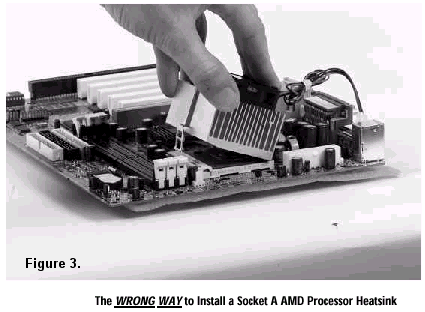 Figure 3.
The WRONG WAY to Install a Socket A AMD Processor Heatsink